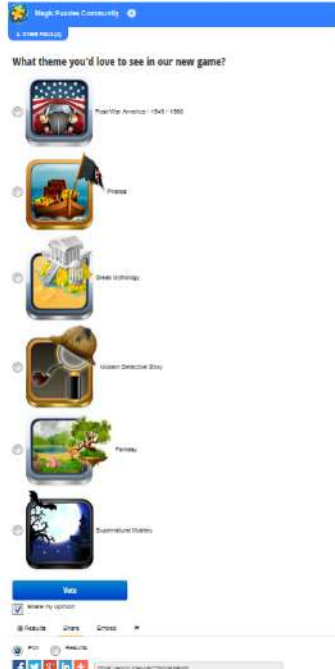 Magic Puzzles Community
What theme you'd love to see in our new game?
Post-War America - 1945 - 1960
Pirates
Greek Mythology
Modern Detective Story
Fantasy
Supernatural Mystery
Vote
Share my opinion
Results Share Embed
Poll Results